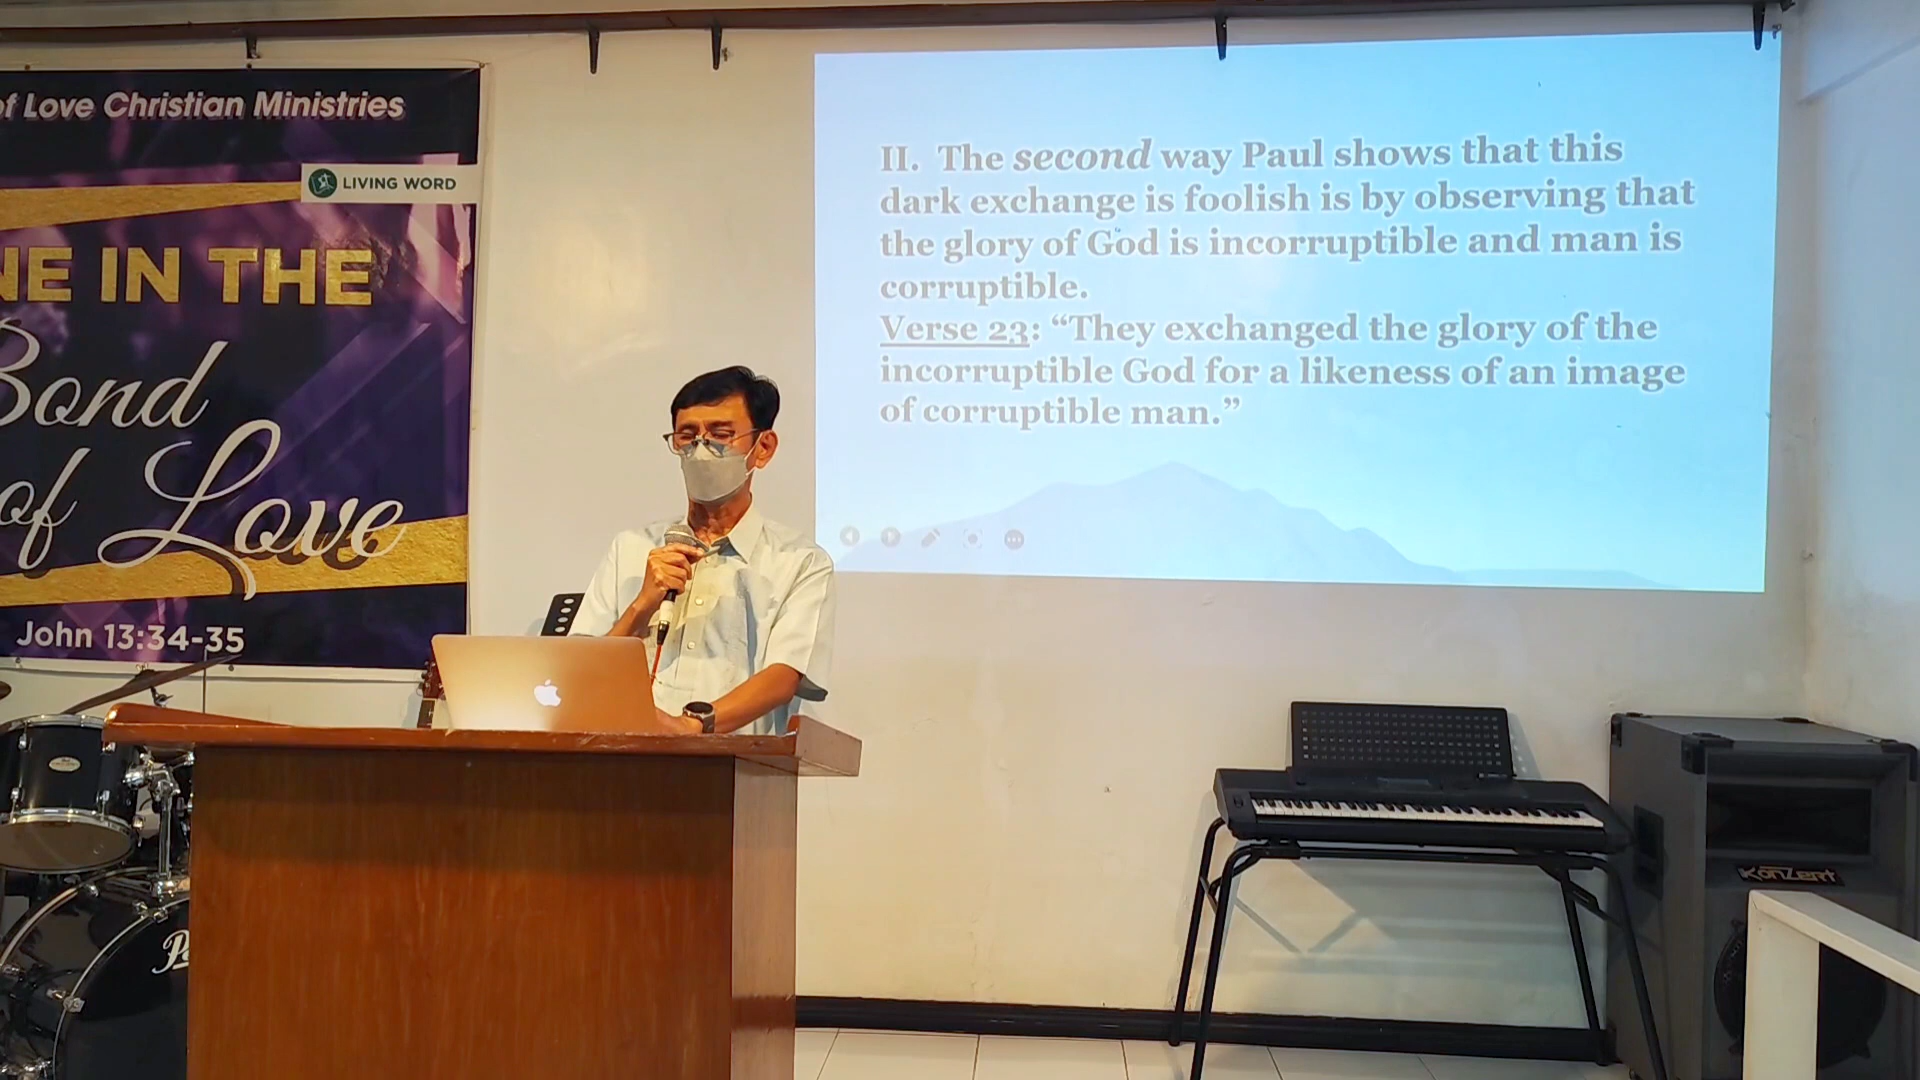 of Love Christian Ministries
LIVING WORD
NE IN THE
Bond
of Love
John 13:34-35
II. The second way Paul shows that this
dark exchange is foolish is by observing that
the glory of God is incorruptible and man is
corruptible.
Verse 23: “They exchanged the glory of the
incorruptible God for a likeness of an image
of corruptible man.”
KonZert